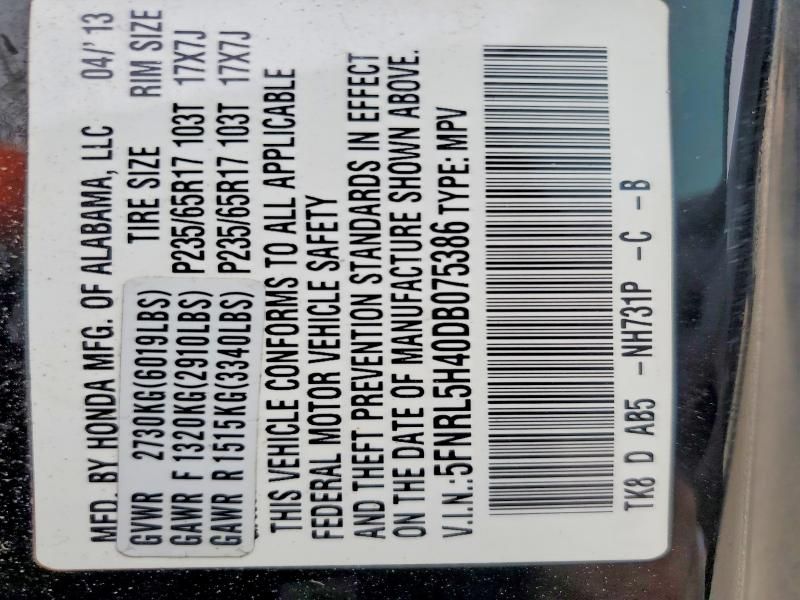 MFD. BY HONDA MFG. OF ALABAMA, LLC 04/' 13
TIRE SIZE RIM SIZE
GVWR 2730KG(6019LBS)
GAWR F 1320KG(2910LBS) P235/65R17 103T 17X7J
GAWR R 1515KG(3340LBS) P235/65R17 103T 17X7J
THIS VEHICLE CONFORMS TO ALL APPLICABLE
FEDERAL MOTOR VEHICLE SAFETY
AND THEFT PREVENTION STANDARDS IN EFFECT
ON THE DATE OF MANUFACTURE SHOWN ABOVE.
V.I.N.:5FNRL5H40DB075386 TYPE: MPV
TK8 D AB5 -NH731P -C -B